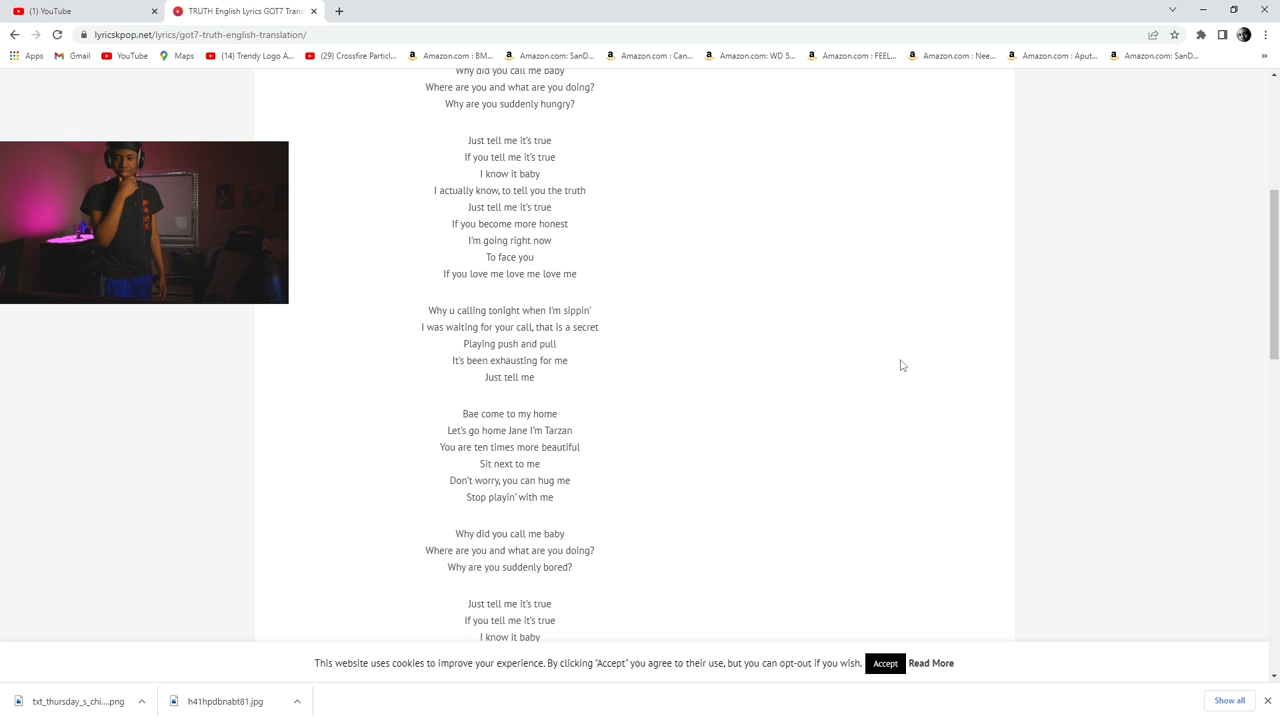 (1) YouTube
TRUTH English Lyrics GOT7 Trans
lyricskpop.net/lyrics/got7-truth-english-translation/
Apps
Gmail
YouTube
Maps
(14) Trendy Logo A...
(29) Crossfire Particl...
Amazon.com : BM...
Amazon.com: SanD...
Amazon.com : Can...
Amazon.com: WD 5...
Amazon.com : FEEL...
Amazon.com : Nee...
Amazon.com : Aput...
Amazon.com: SanD...
»
Why did you call me baby
Where are you and what are you doing?
Why are you suddenly hungry?
Just tell me it's true
If you tell me it's true
I know it baby
I actually know, to tell you the truth
Just tell me it's true
If you become more honest
I'm going right now
To face you
If you love me love me love me
Why u calling tonight when I'm sippin'
I was waiting for your call, that is a secret
Playing push and pull
It's been exhausting for me
Just tell me
Bae come to my home
Let's go home Jane I'm Tarzan
You are ten times more beautiful
Sit next to me
Don't worry, you can hug me
Stop playin' with me
Why did you call me baby
Where are you and what are you doing?
Why are you suddenly bored?
Just tell me it's true
If you tell me it's true
I know it baby
This website uses cookies to improve your experience. By clicking "Accept" you agree to their use, but you can opt-out if you wish. Accept Read More
txt_thursday_s_chi....png
h41hpdbnabt81.jpg
Show all